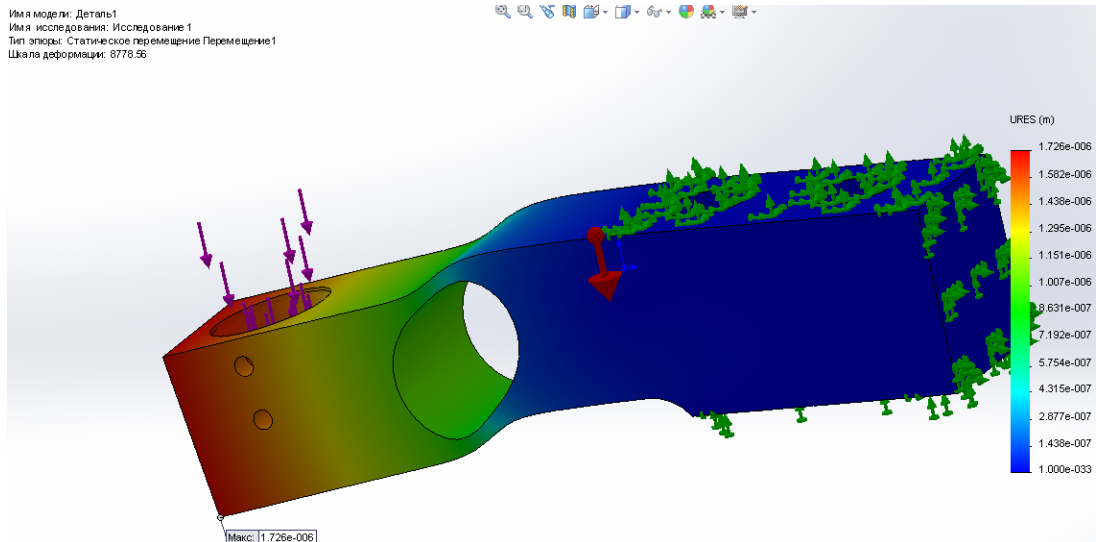 Имя модели: Деталь1
Имя исследования: Исследование 1
Тип эпюры: Статическое перемещение Перемещение1
Шкала деформации: 8778.56
URES (m)
1.726e-006
1.582e-006
1.438e-006
1.295e-006
1.151e-006
1.007e-006
8.631e-007
7.192e-007
5.754e-007
4.315e-007
2.877e-007
1.438e-007
1.000e-033
Макс: 1.726e-006